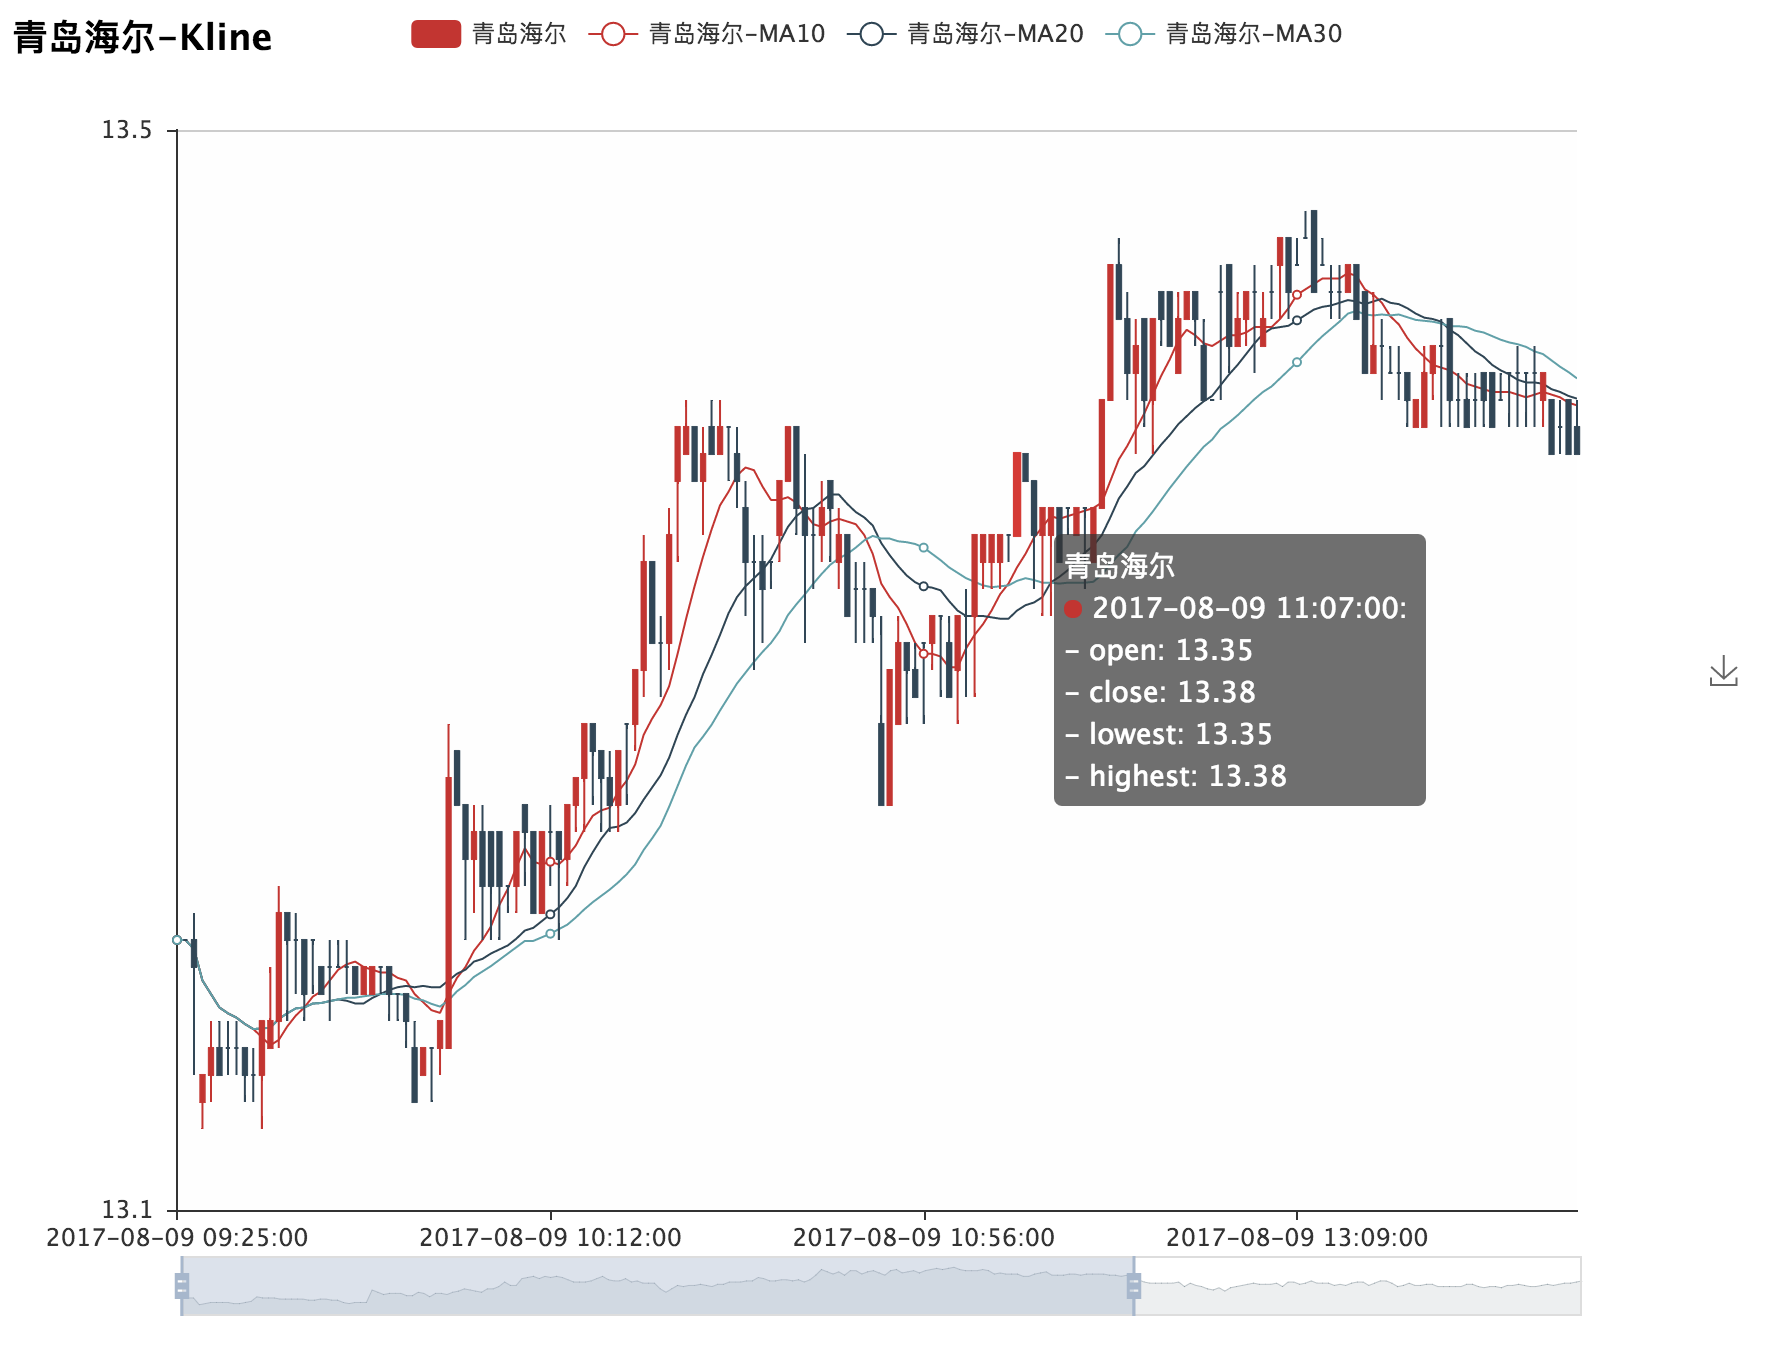 青岛海尔-Kline
青岛海尔
青岛海尔-MA10
青岛海尔-MA20
青岛海尔-MA30
13.5
青岛海尔
2017-08-09 11:07:00:
- open: 13.35
- close: 13.38
- lowest: 13.35
- highest: 13.38
13.1
2017-08-09 09:25:00
2017-08-09 10:12:00
2017-08-09 10:56:00
2017-08-09 13:09:00